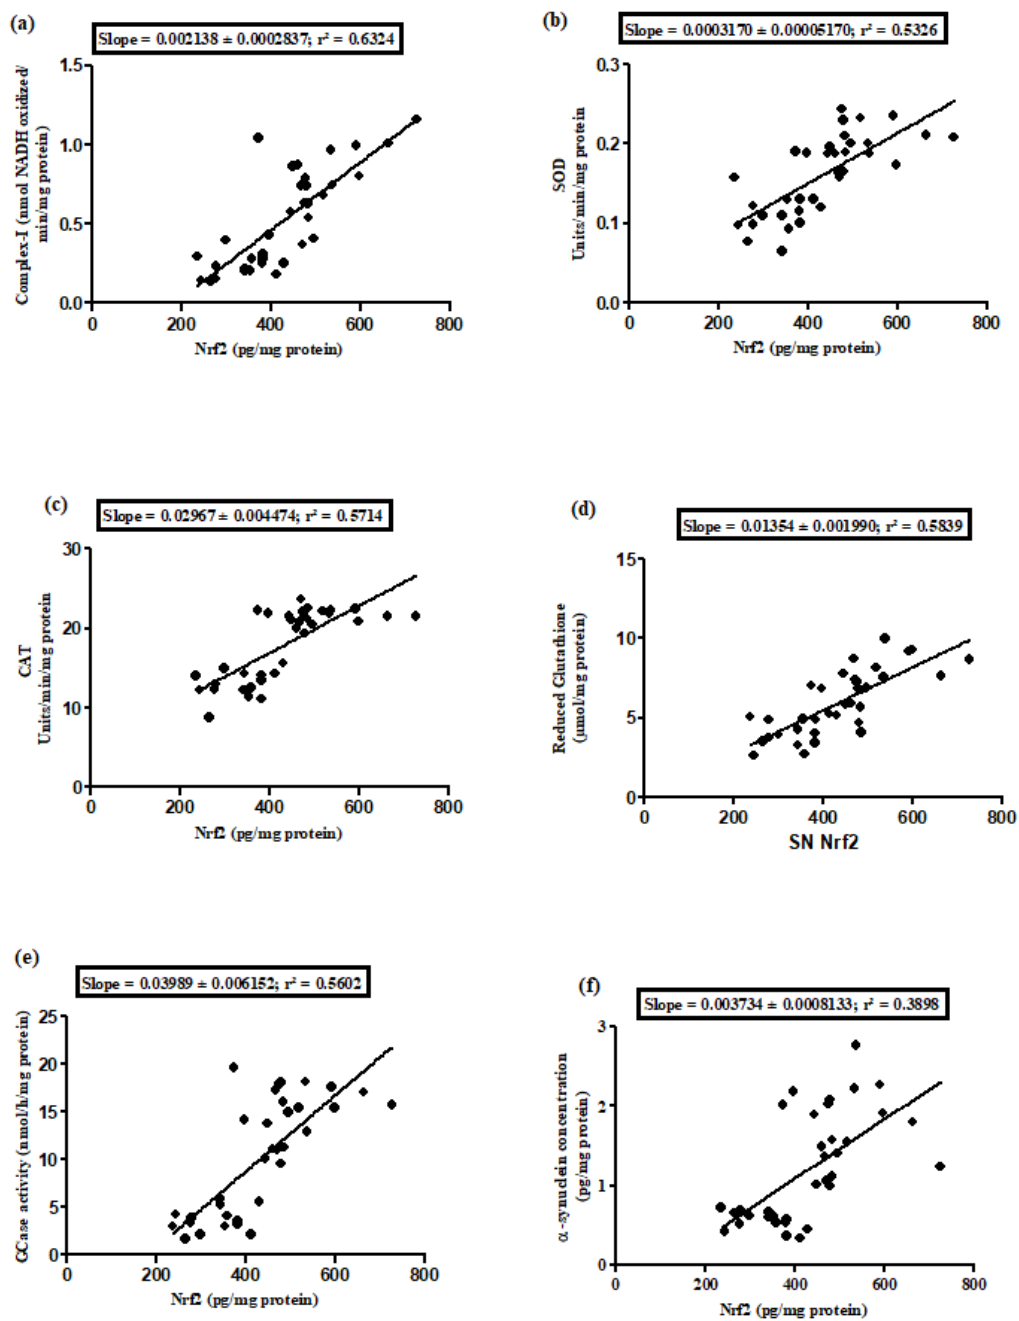 (a)
Slope = 0.002138 ± 0.0002837; r² = 0.6324
Complex-I (nmol NADH oxidized/
min/mg protein)
1.5
1.0
0.5
0.0
0 200 400 600 800
Nrf2 (pg/mg protein)
(b)
Slope = 0.0003170 ± 0.00005170; r² = 0.5326
SOD
Units/min/mg protein
0.3
0.2
0.1
0.0
0 200 400 600 800
Nrf2 (pg/mg protein)
(c)
Slope = 0.02967 ± 0.004474; r² = 0.5714
CAT
Units/min/mg protein
30
20
10
0
0 200 400 600 800
Nrf2 (pg/mg protein)
(d)
Slope = 0.01354 ± 0.001990; r² = 0.5839
Reduced Glutathione
(µmol/mg protein)
15
10
5
0
0 200 400 600 800
SN Nrf2
(e)
Slope = 0.03989 ± 0.006152; r² = 0.5602
GCase activity (nmol/h/mg protein)
25
20
15
10
5
0
0 200 400 600 800
Nrf2 (pg/mg protein)
(f)
Slope = 0.003734 ± 0.0008133; r² = 0.3898
α-synudein concentration
(pg/mg protein)
3
2
1
0
0 200 400 600 800
Nrf2 (pg/mg protein)